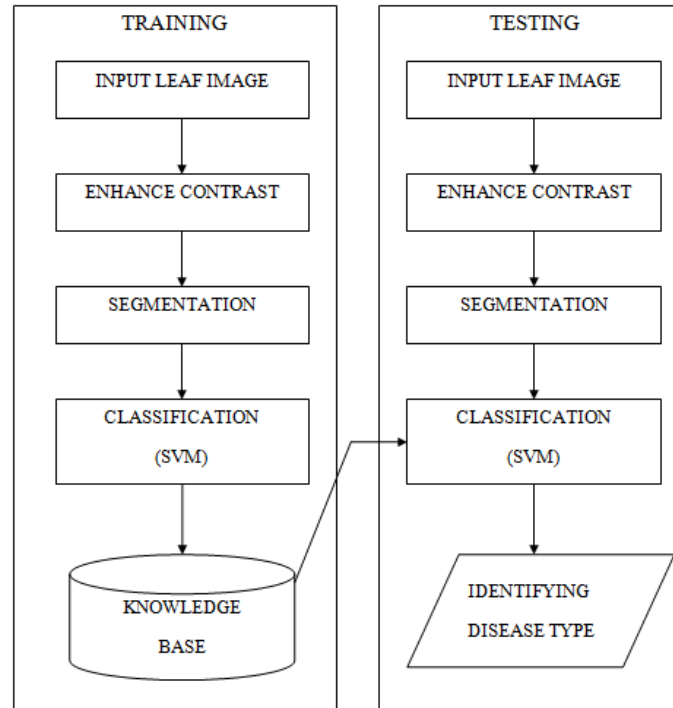 TRAINING
INPUT LEAF IMAGE
ENHANCE CONTRAST
SEGMENTATION
CLASSIFICATION
(SVM)
KNOWLEDGE
BASE
TESTING
INPUT LEAF IMAGE
ENHANCE CONTRAST
SEGMENTATION
CLASSIFICATION
(SVM)
IDENTIFYING
DISEASE TYPE